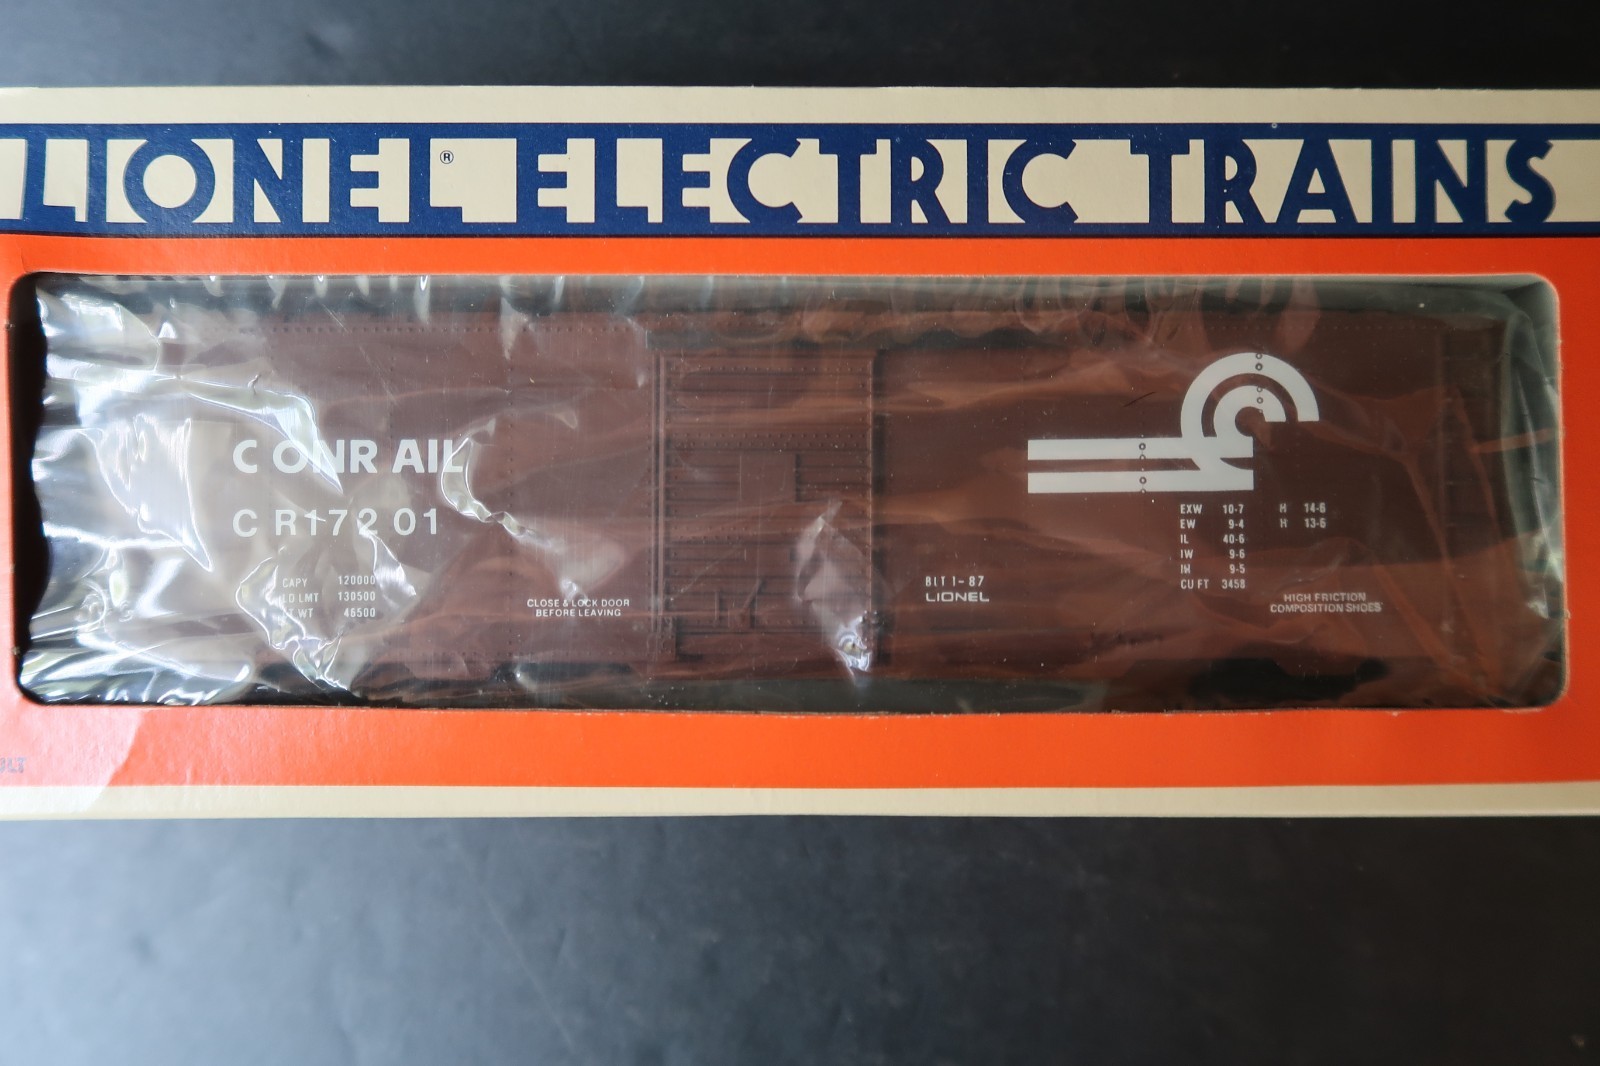 LIONEL® ELECTRIC TRAINS
CONRAIL
CR17201
CAPY 120000
LD LMT 130500
LT WT 46500
CLOSE & LOCK DOOR
BEFORE LEAVING
BLT 1-87
LIONEL
EXW 10-7 H 14-6
EW 9-4 H 13-6
IL 40-6
IW 9-6
IH 9-5
CU FT 3458
HIGH FRICTION
COMPOSITION SHOES